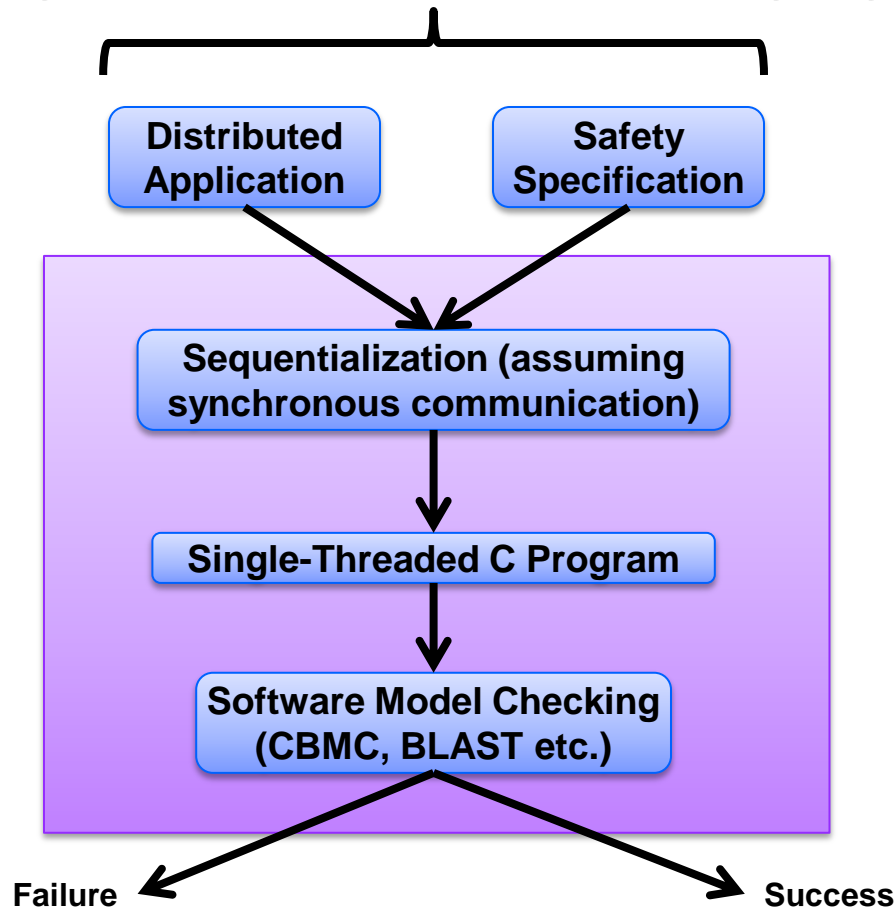 Distributed
Application
Safety
Specification
Sequentialization (assuming
synchronous communication)
Single-Threaded C Program
Software Model Checking
(CBMC, BLAST etc.)
Failure
Success